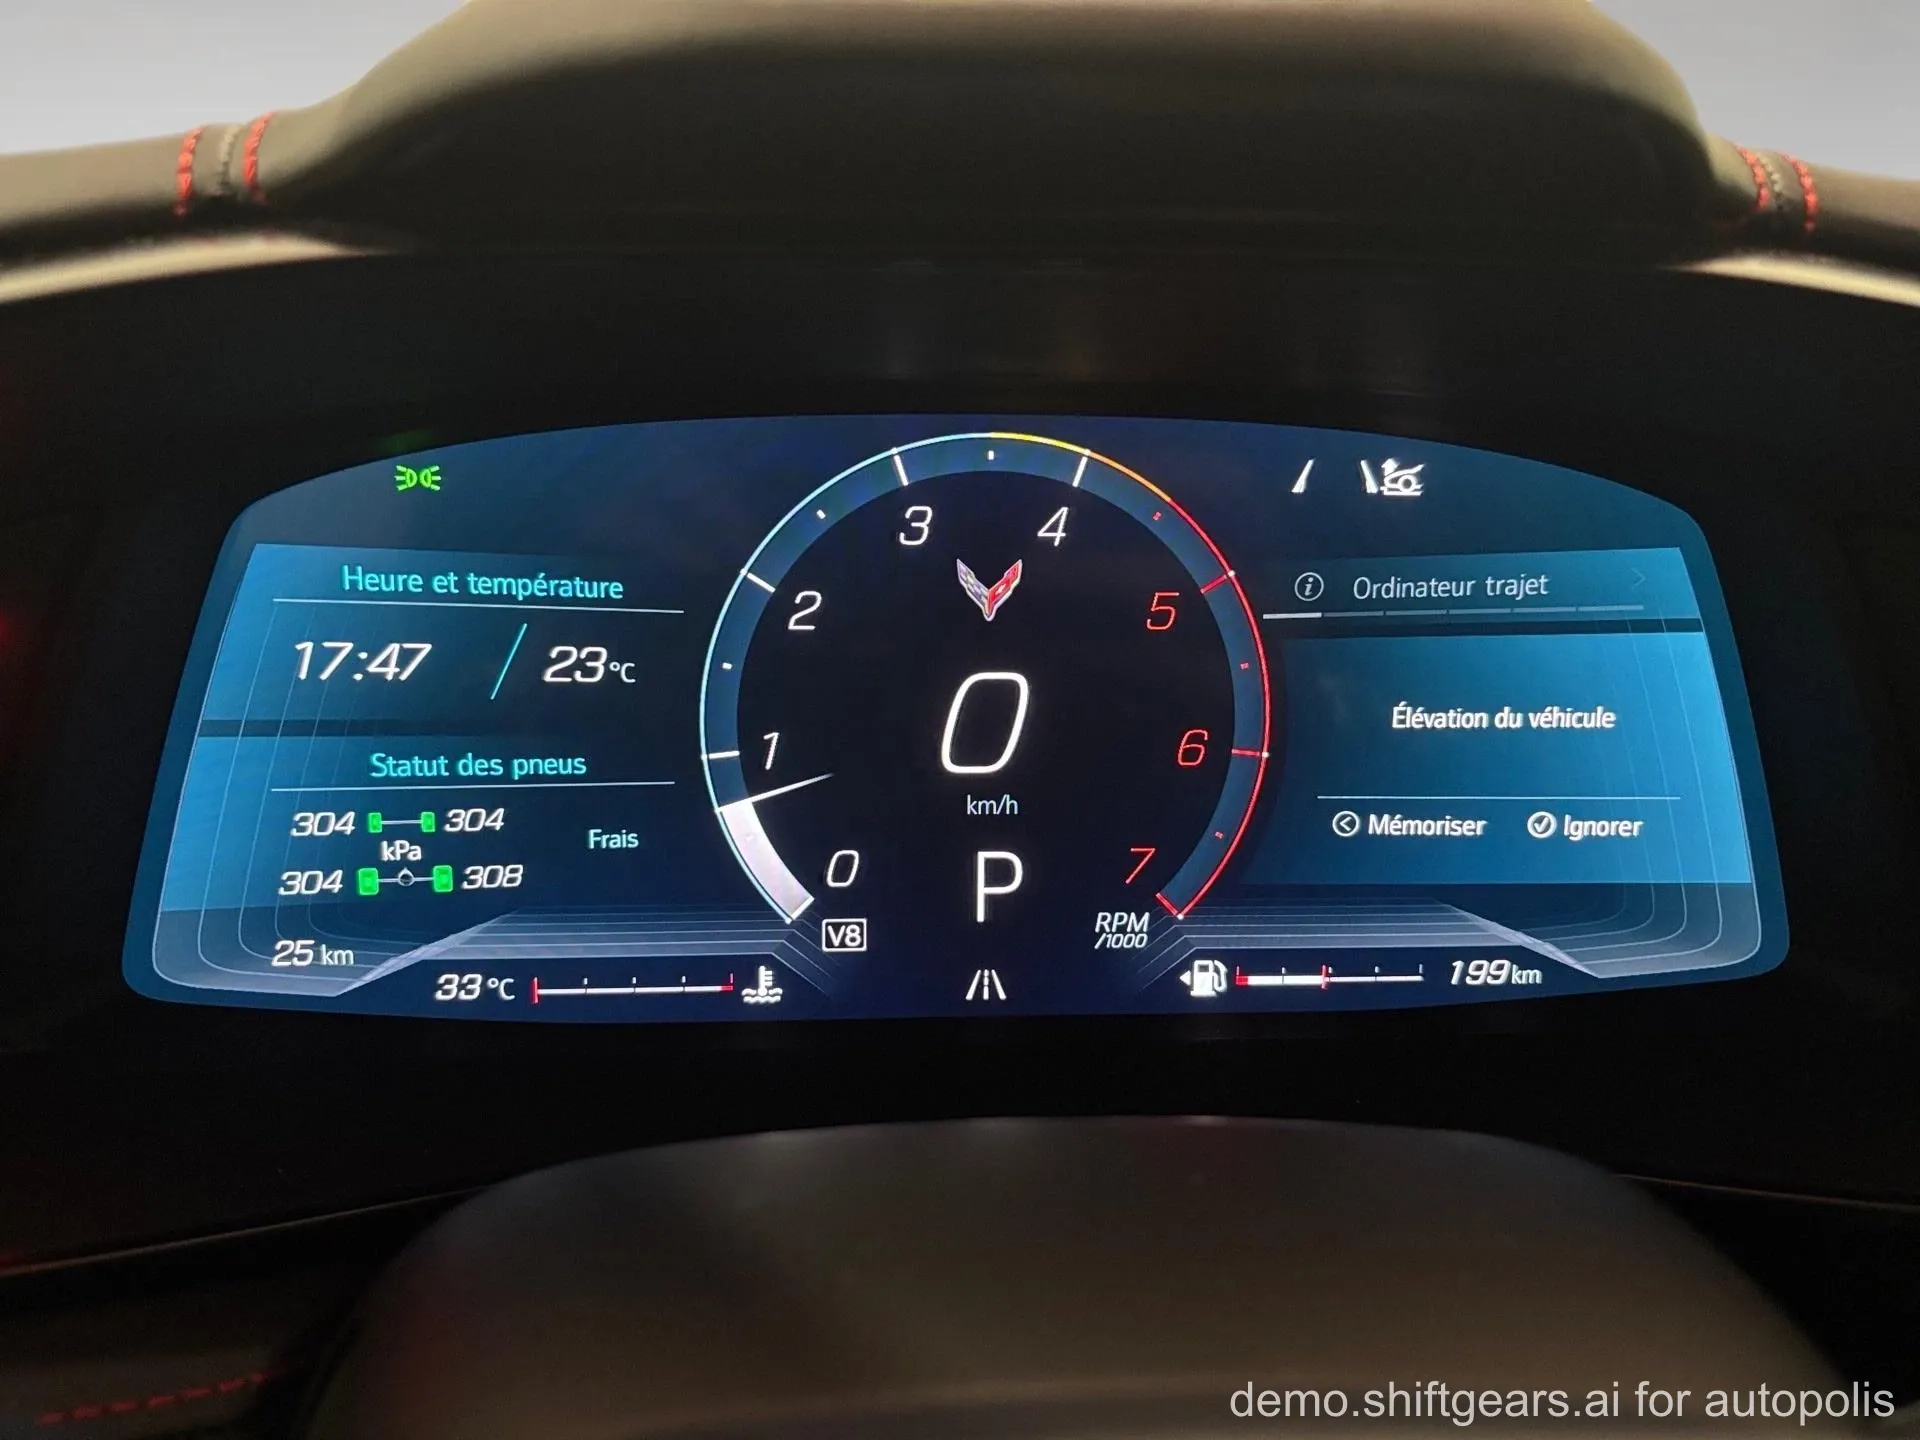 Heure et température
17:47 / 23°C
Statut des pneus
304 304
kPa
304 308
Frais
25 km
33°C
0
1
2
3
4
5
6
7
0
km/h
P
V8
RPM
/1000
Ordinateur trajet
Élévation du véhicule
Mémoriser
Ignorer
199km
demo.shiftgears.ai for autopolis